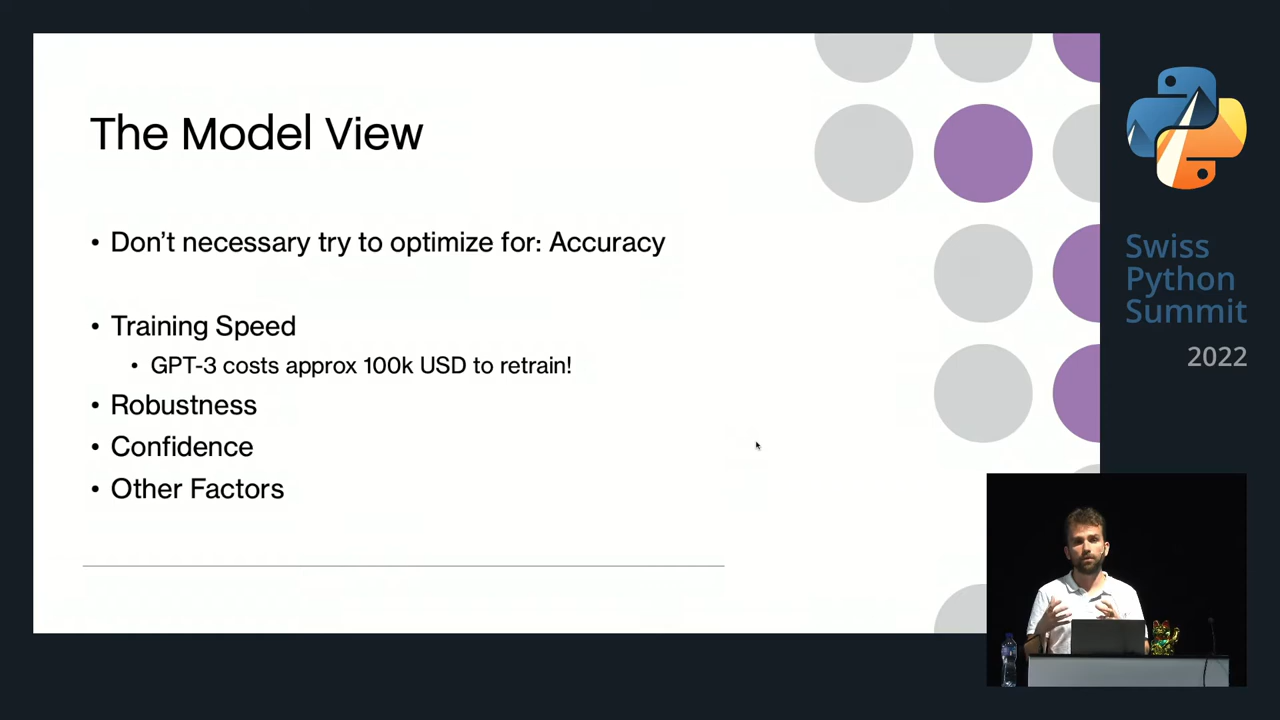 The Model View
• Don't necessary try to optimize for: Accuracy
• Training Speed
• GPT-3 costs approx 100k USD to retrain!
• Robustness
• Confidence
• Other Factors
Swiss
Python
Summit
2022